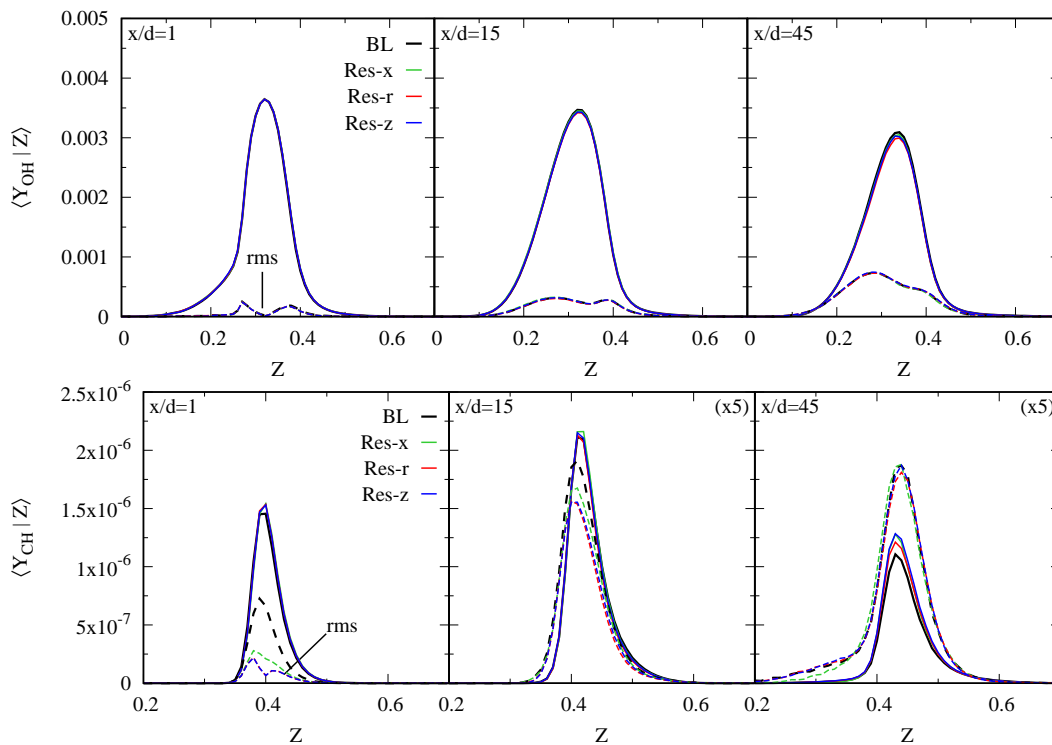 0.005
0.004
0.003
0.002
0.001
0
⟨Y_OH | Z⟩
x/d=1
BL
Res-x
Res-r
Res-z
rms
x/d=15
x/d=45
0 0.2 0.4 0.6
0.2 0.4 0.6
0.2 0.4 0.6
Z Z Z
2.5x10^-6
2x10^-6
1.5x10^-6
1x10^-6
5x10^-7
0
⟨Y_CH | Z⟩
x/d=1
BL
Res-x
Res-r
Res-z
rms
x/d=15 (x5)
x/d=45 (x5)
0.2 0.4 0.6
0.2 0.4 0.6
0.2 0.4 0.6
Z Z Z